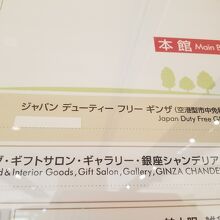 本館 Main
ジャパン デューティー フリー ギンザ (空港型市中免
Japan Duty Free G
・ギフトサロン・ギャラリー・銀座シャンデリア
& Interior Goods, Gift Salon, Gallery, GINZA CHANDE